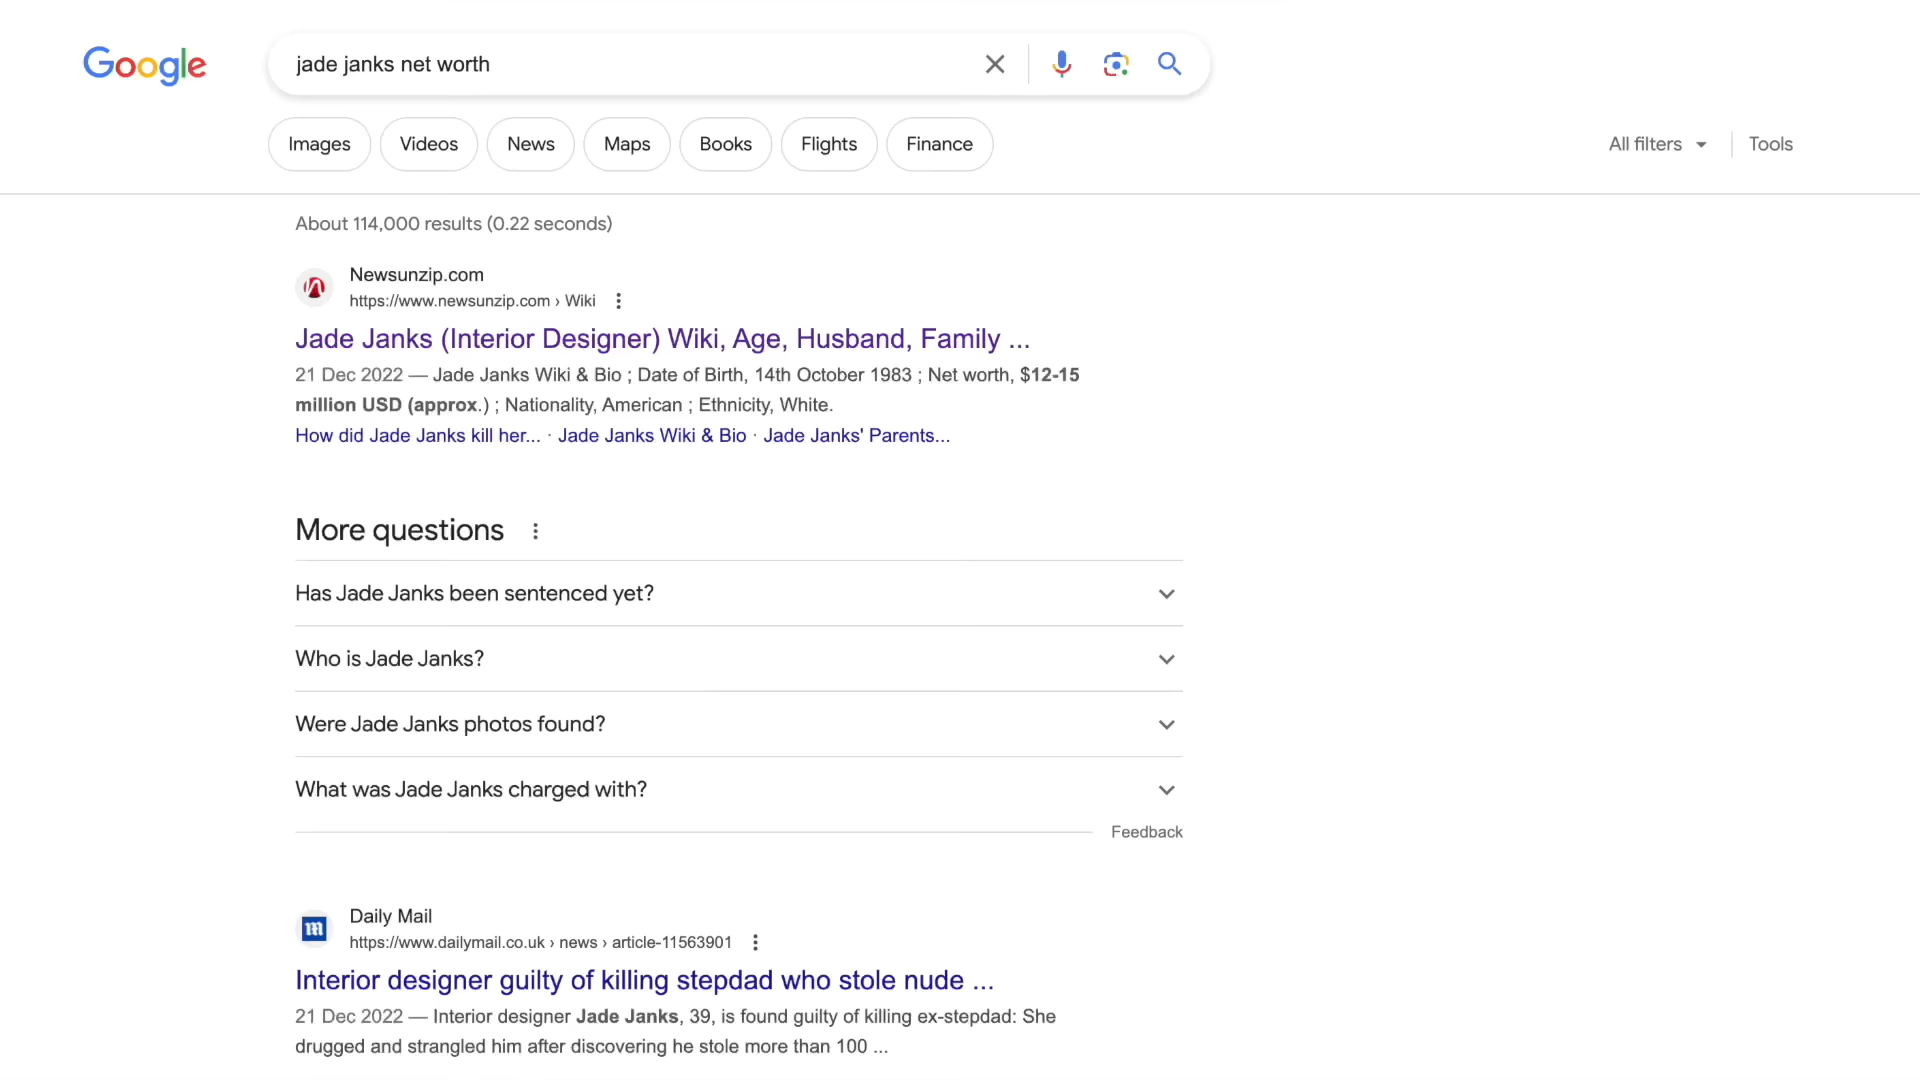 Google
jade janks net worth
Images
Videos
News
Maps
Books
Flights
Finance
All filters
Tools
About 114,000 results (0.22 seconds)
Newsunzip.com
https://www.newsunzip.com › Wiki
Jade Janks (Interior Designer) Wiki, Age, Husband, Family ...
21 Dec 2022 — Jade Janks Wiki & Bio ; Date of Birth, 14th October 1983 ; Net worth, $12-15
million USD (approx.) ; Nationality, American ; Ethnicity, White.
How did Jade Janks kill her... · Jade Janks Wiki & Bio · Jade Janks' Parents...
More questions
Has Jade Janks been sentenced yet?
Who is Jade Janks?
Were Jade Janks photos found?
What was Jade Janks charged with?
Feedback
m
Daily Mail
https://www.dailymail.co.uk › news › article-11563901
Interior designer guilty of killing stepdad who stole nude ...
21 Dec 2022 — Interior designer Jade Janks, 39, is found guilty of killing ex-stepdad: She
drugged and strangled him after discovering he stole more than 100 ...